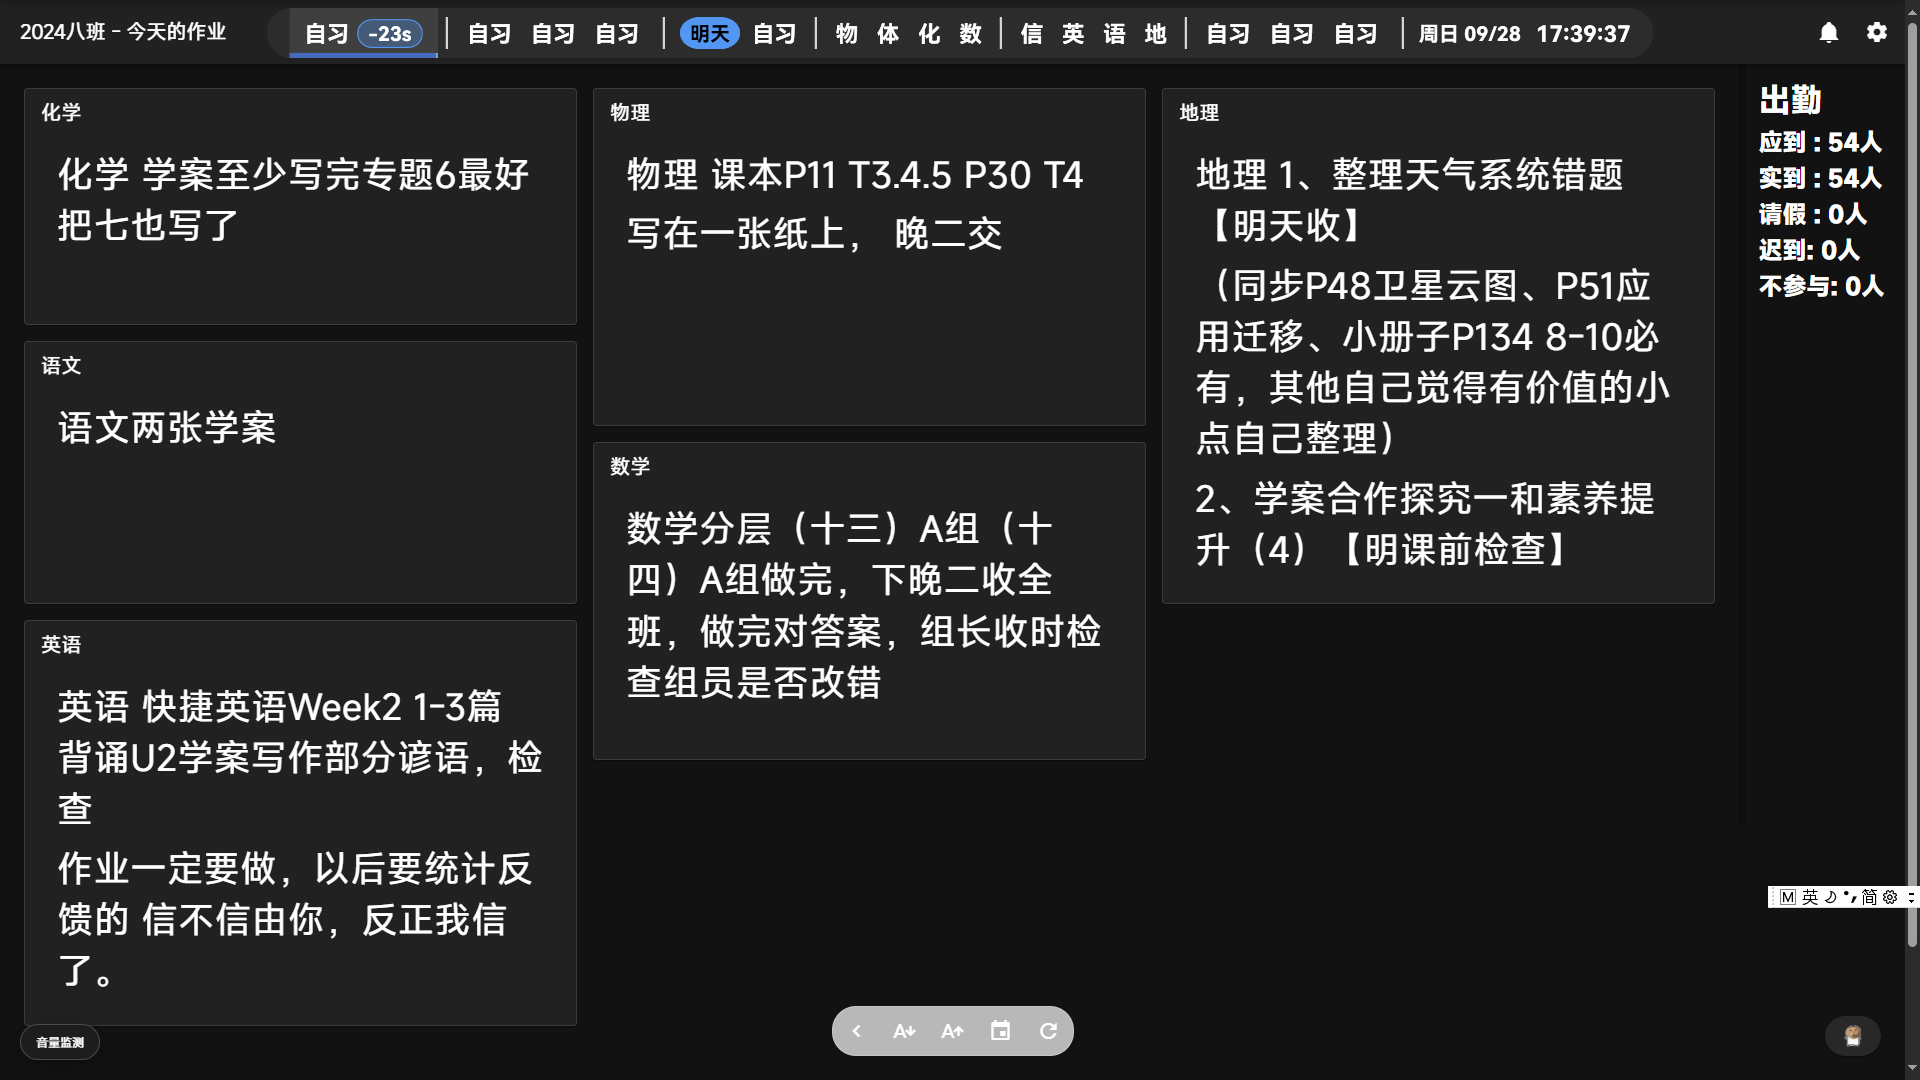 2024八班 - 今天的作业
自习 -23s 自习 自习 自习 明天 自习 物 体 化 数 信 英 语 地 自习 自习 自习 周日 09/28 17:39:37
化学
化学 学案至少写完专题6最好
把七也写了
语文
语文两张学案
英语
英语 快捷英语Week2 1-3篇
背诵U2学案写作部分谚语，检
查
作业一定要做，以后要统计反
馈的 信不信由你，反正我信
了。
物理
物理 课本P11 T3.4.5 P30 T4
写在一张纸上， 晚二交
数学
数学分层（十三）A组（十
四）A组做完，下晚二收全
班，做完对答案，组长收时检
查组员是否改错
地理
地理 1、整理天气系统错题
【明天收】
（同步P48卫星云图、P51应
用迁移、小册子P134 8-10必
有，其他自己觉得有价值的小
点自己整理）
2、学案合作探究一和素养提
升（4）【明课前检查】
出勤
应到 : 54人
实到 : 54人
请假 : 0人
迟到: 0人
不参与: 0人
M 英 简
音量监测
A A